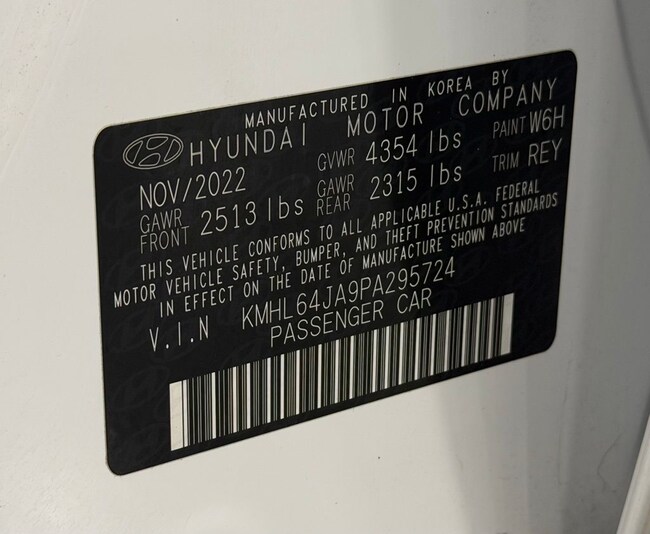 MANUFACTURED IN KOREA BY
HYUNDAI MOTOR COMPANY
NOV/2022 GVWR 4354 lbs PAINT W6H
GAWR FRONT 2513 lbs GAWR REAR 2315 lbs TRIM REY
THIS VEHICLE CONFORMS TO ALL APPLICABLE U.S.A. FEDERAL
MOTOR VEHICLE SAFETY, BUMPER, AND THEFT PREVENTION STANDARDS
IN EFFECT ON THE DATE OF MANUFACTURE SHOWN ABOVE
V.I.N KMHL64JA9PA295724
PASSENGER CAR